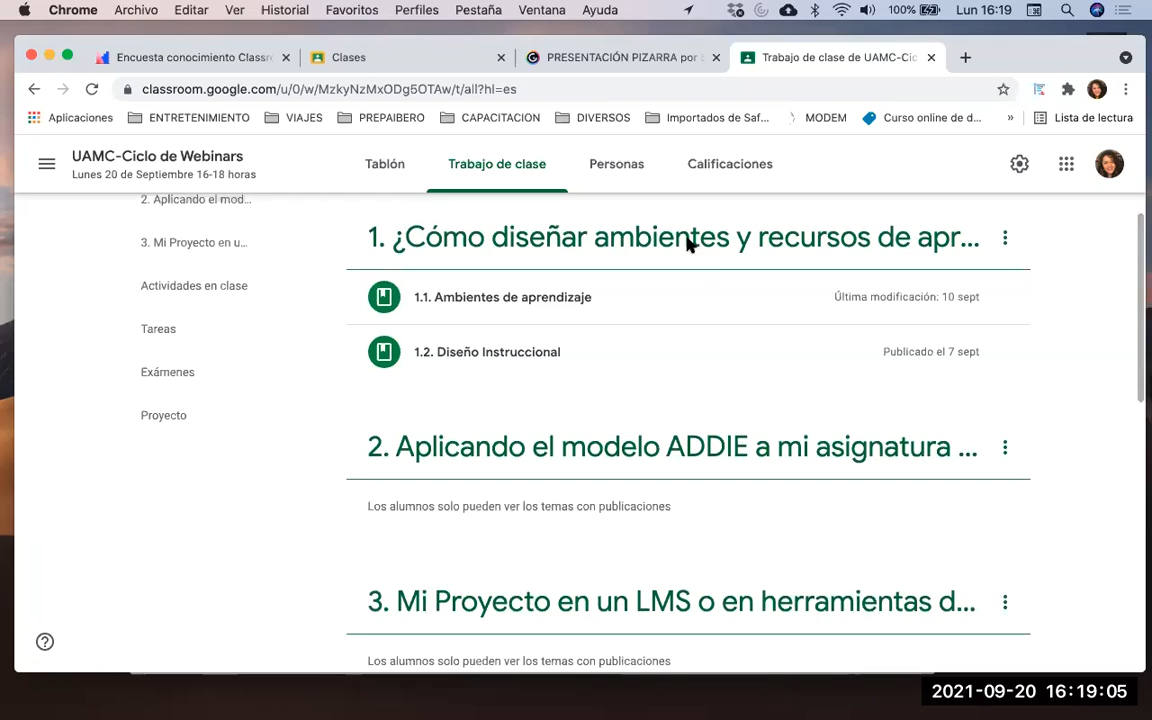 Chrome Archivo Editar Ver Historial Favoritos Perfiles Pestaña Ventana Ayuda 100% Lun 16:19
Encuesta conocimiento Classr
Clases
PRESENTACIÓN PIZARRA por
Trabajo de clase de UAMC-Cic
classroom.google.com/u/0/w/MzkyNzMxODg5OTAw/t/all?hl=es
Aplicaciones ENTRETENIMIENTO VIAJES PREPAIBERO CAPACITACION DIVERSOS Importados de Saf... MODEM Curso online de d... » Lista de lectura
UAMC-Ciclo de Webinars
Lunes 20 de Septiembre 16-18 horas
Tablón Trabajo de clase Personas Calificaciones
2. Aplicando el mod...
3. Mi Proyecto en u...
Actividades en clase
Tareas
Exámenes
Proyecto
1. ¿Cómo diseñar ambientes y recursos de apr...
1.1. Ambientes de aprendizaje Última modificación: 10 sept
1.2. Diseño Instruccional Publicado el 7 sept
2. Aplicando el modelo ADDIE a mi asignatura ...
Los alumnos solo pueden ver los temas con publicaciones
3. Mi Proyecto en un LMS o en herramientas d...
Los alumnos solo pueden ver los temas con publicaciones
2021-09-20 16:19:05